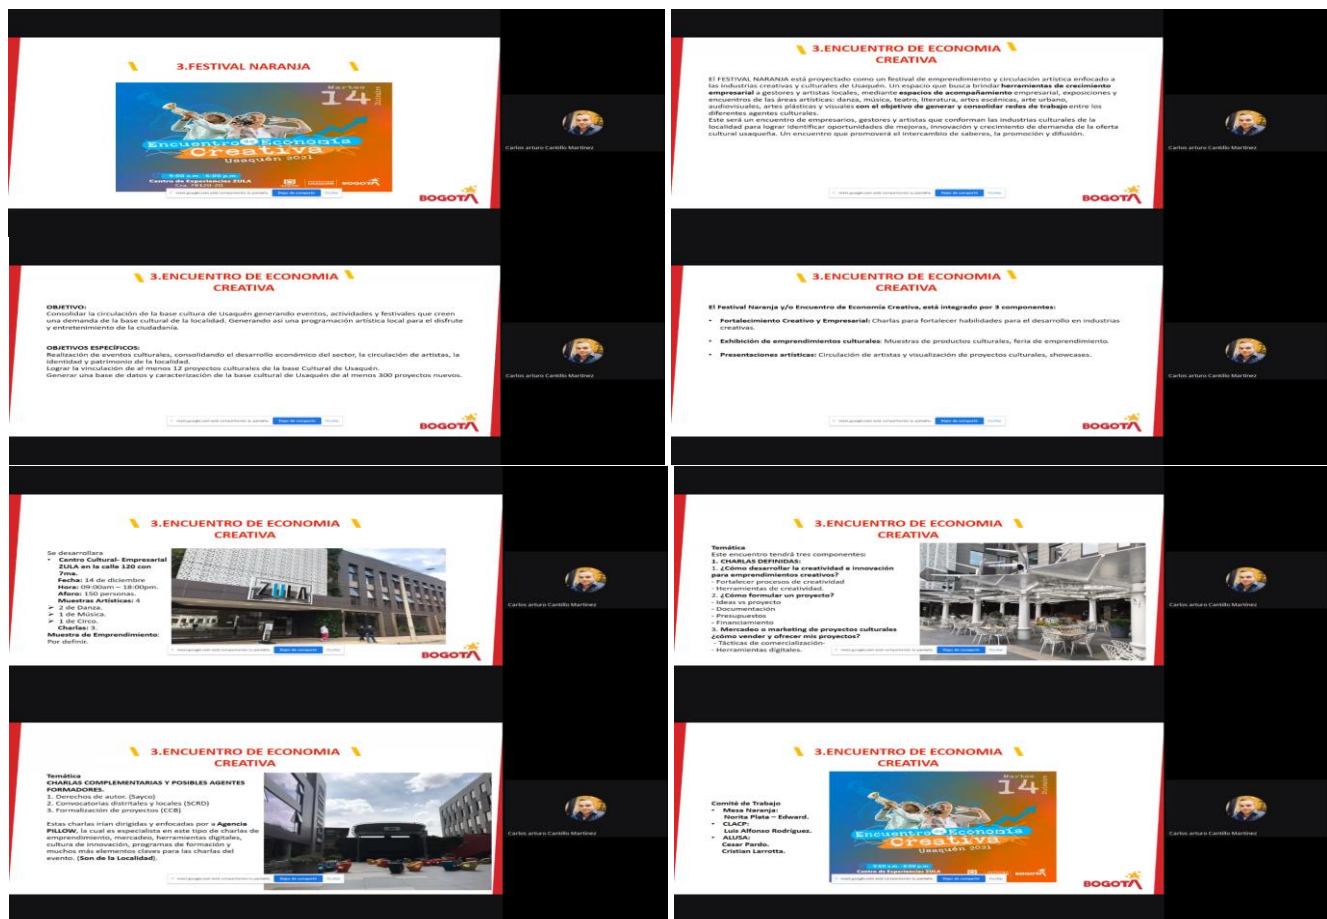 3.FESTIVAL NARANJA
Martes
14
Diciembre
Encuentro de Economía
Creativa
Usaquén 2021
9:00 a.m. -6:00 p.m
Centro de Experiencias ZULA
meet.google.com está compartiendo tu pantalla.
BOGOTÁ
Carlos arturo Cantillo Martinez
3.ENCUENTRO DE ECONOMIA
CREATIVA
El FESTIVAL NARANJA está proyectado como un festival de emprendimiento y circulación artística enfocado a
las industrias creativas y culturales de Usaquén. Un espacio que busca brindar herramientas de crecimiento
empresarial a gestores y artistas locales, mediante espacios de acompañamiento empresarial, exposiciones y
encuentros de las áreas artísticas: danza, música, teatro, literatura, artes escénicas, arte urbano,
audiovisuales, artes plásticas y visuales con el objetivo de generar y consolidar redes de trabajo entre los
diferentes agentes culturales.
Este será un encuentro de empresarios, gestores y artistas que conforman las industrias culturales de la
localidad para lograr identificar oportunidades de mejoras, innovación y crecimiento de demanda de la oferta
cultural usaqueña. Un encuentro que promoverá el intercambio de saberes, la promoción y difusión.
BOGOTÁ
Carlos arturo Cantillo Martinez
3.ENCUENTRO DE ECONOMIA
CREATIVA
OBJETIVO:
Consolidar la circulación de la base cultura de Usaquén generando eventos, actividades y festivales que creen
una demanda de la base cultural de la localidad. Generando así una programación artística local para el disfrute
y entretenimiento de la ciudadanía.
OBJETIVOS ESPECÍFICOS:
Realización de eventos culturales, consolidando el desarrollo económico del sector, la circulación de artistas, la
identidad y patrimonio de la localidad.
Lograr la vinculación de al menos 12 proyectos culturales de la base Cultural de Usaquén.
Generar una base de datos y caracterización de la base cultural de Usaquén de al menos 300 proyectos nuevos.
BOGOTÁ
Carlos arturo Cantillo Martinez
3.ENCUENTRO DE ECONOMIA
CREATIVA
El Festival Naranja y/o Encuentro de Economía Creativa, está integrado por 3 componentes:
• Fortalecimiento Creativo y Empresarial: Charlas para fortalecer habilidades para el desarrollo en industrias
creativas.
• Exhibición de emprendimientos culturales: Muestras de productos culturales, feria de emprendimiento.
• Presentaciones artísticas: Circulación de artistas y visualización de proyectos culturales, showcases.
BOGOTÁ
Carlos arturo Cantillo Martinez
3.ENCUENTRO DE ECONOMIA
CREATIVA
Se desarrollara
• Centro Cultural- Empresarial
ZULA en la calle 120 con
7ma.
Fecha: 14 de diciembre
Hora: 09:00am – 18:00pm.
Aforo: 150 personas.
Muestras Artísticas: 4
➢ 2 de Danza.
➢ 1 de Música.
➢ 1 de Circo.
Charlas: 3.
Muestra de Emprendimiento:
Por definir.
ZULA
BOGOTÁ
Carlos arturo Cantillo Martinez
3.ENCUENTRO DE ECONOMIA
CREATIVA
Temática
Este encuentro tendrá tres componentes:
1. CHARLAS DEFINIDAS:
1. ¿Cómo desarrollar la creatividad e innovación
para emprendimientos creativos?
- Fortalecer procesos de creatividad
- Herramientas de creatividad.
2. ¿Cómo formular un proyecto?
- Ideas vs proyecto
- Documentación
- Presupuestos
- Financiamiento
3. Mercadeo o marketing de proyectos culturales
¿cómo vender y ofrecer mis proyectos?
- Tácticas de comercialización-
- Herramientas digitales.
Carlos arturo Cantillo Martinez
3.ENCUENTRO DE ECONOMIA
CREATIVA
Temática
CHARLAS COMPLEMENTARIAS Y POSIBLES AGENTES
FORMADORES.
1. Derechos de autor. (Sayco)
2. Convocatorias distritales y locales (SCRD)
3. Formalización de proyectos (CCB)
Estas charlas irían dirigidas y enfocadas por a Agencia
PILLOW, la cual es especialista en este tipo de charlas de
emprendimiento, mercadeo, herramientas digitales,
cultura de innovación, programas de formación y
muchos más elementos claves para las charlas del
evento. (Son de la Localidad).
Carlos arturo Cantillo Martinez
3.ENCUENTRO DE ECONOMIA
CREATIVA
Comité de Trabajo
• Mesa Naranja:
Norita Plata – Edward.
• CLACP:
Luis Alfonso Rodríguez.
• ALUSA:
Cesar Pardo.
Cristian Larrotta.
Martes
14
Diciembre
Encuentro de Economía
Creativa
Usaquén 2021
Centro de Experiencias ZULA
BOGOTÁ
Carlos arturo Cantillo Martinez